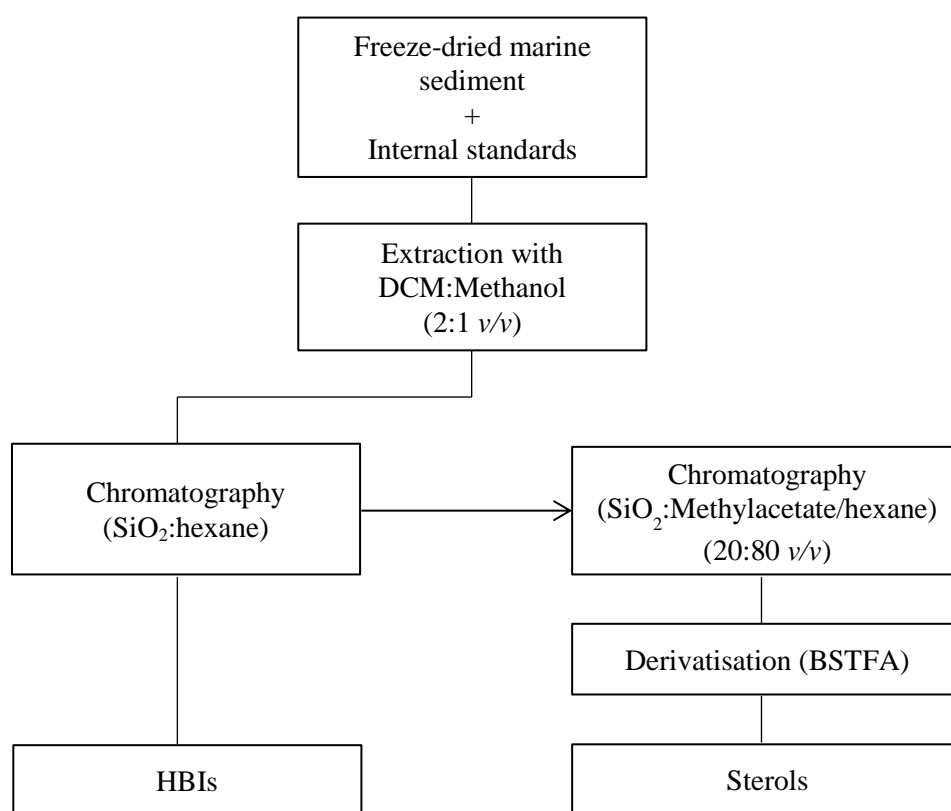 Freeze-dried marine
sediment
+
Internal standards
Extraction with
DCM:Methanol
(2:1 v/v)
Chromatography
(SiO₂:hexane)
Chromatography
(SiO₂:Methylacetate/hexane)
(20:80 v/v)
Derivatisation (BSTFA)
HBIs
Sterols